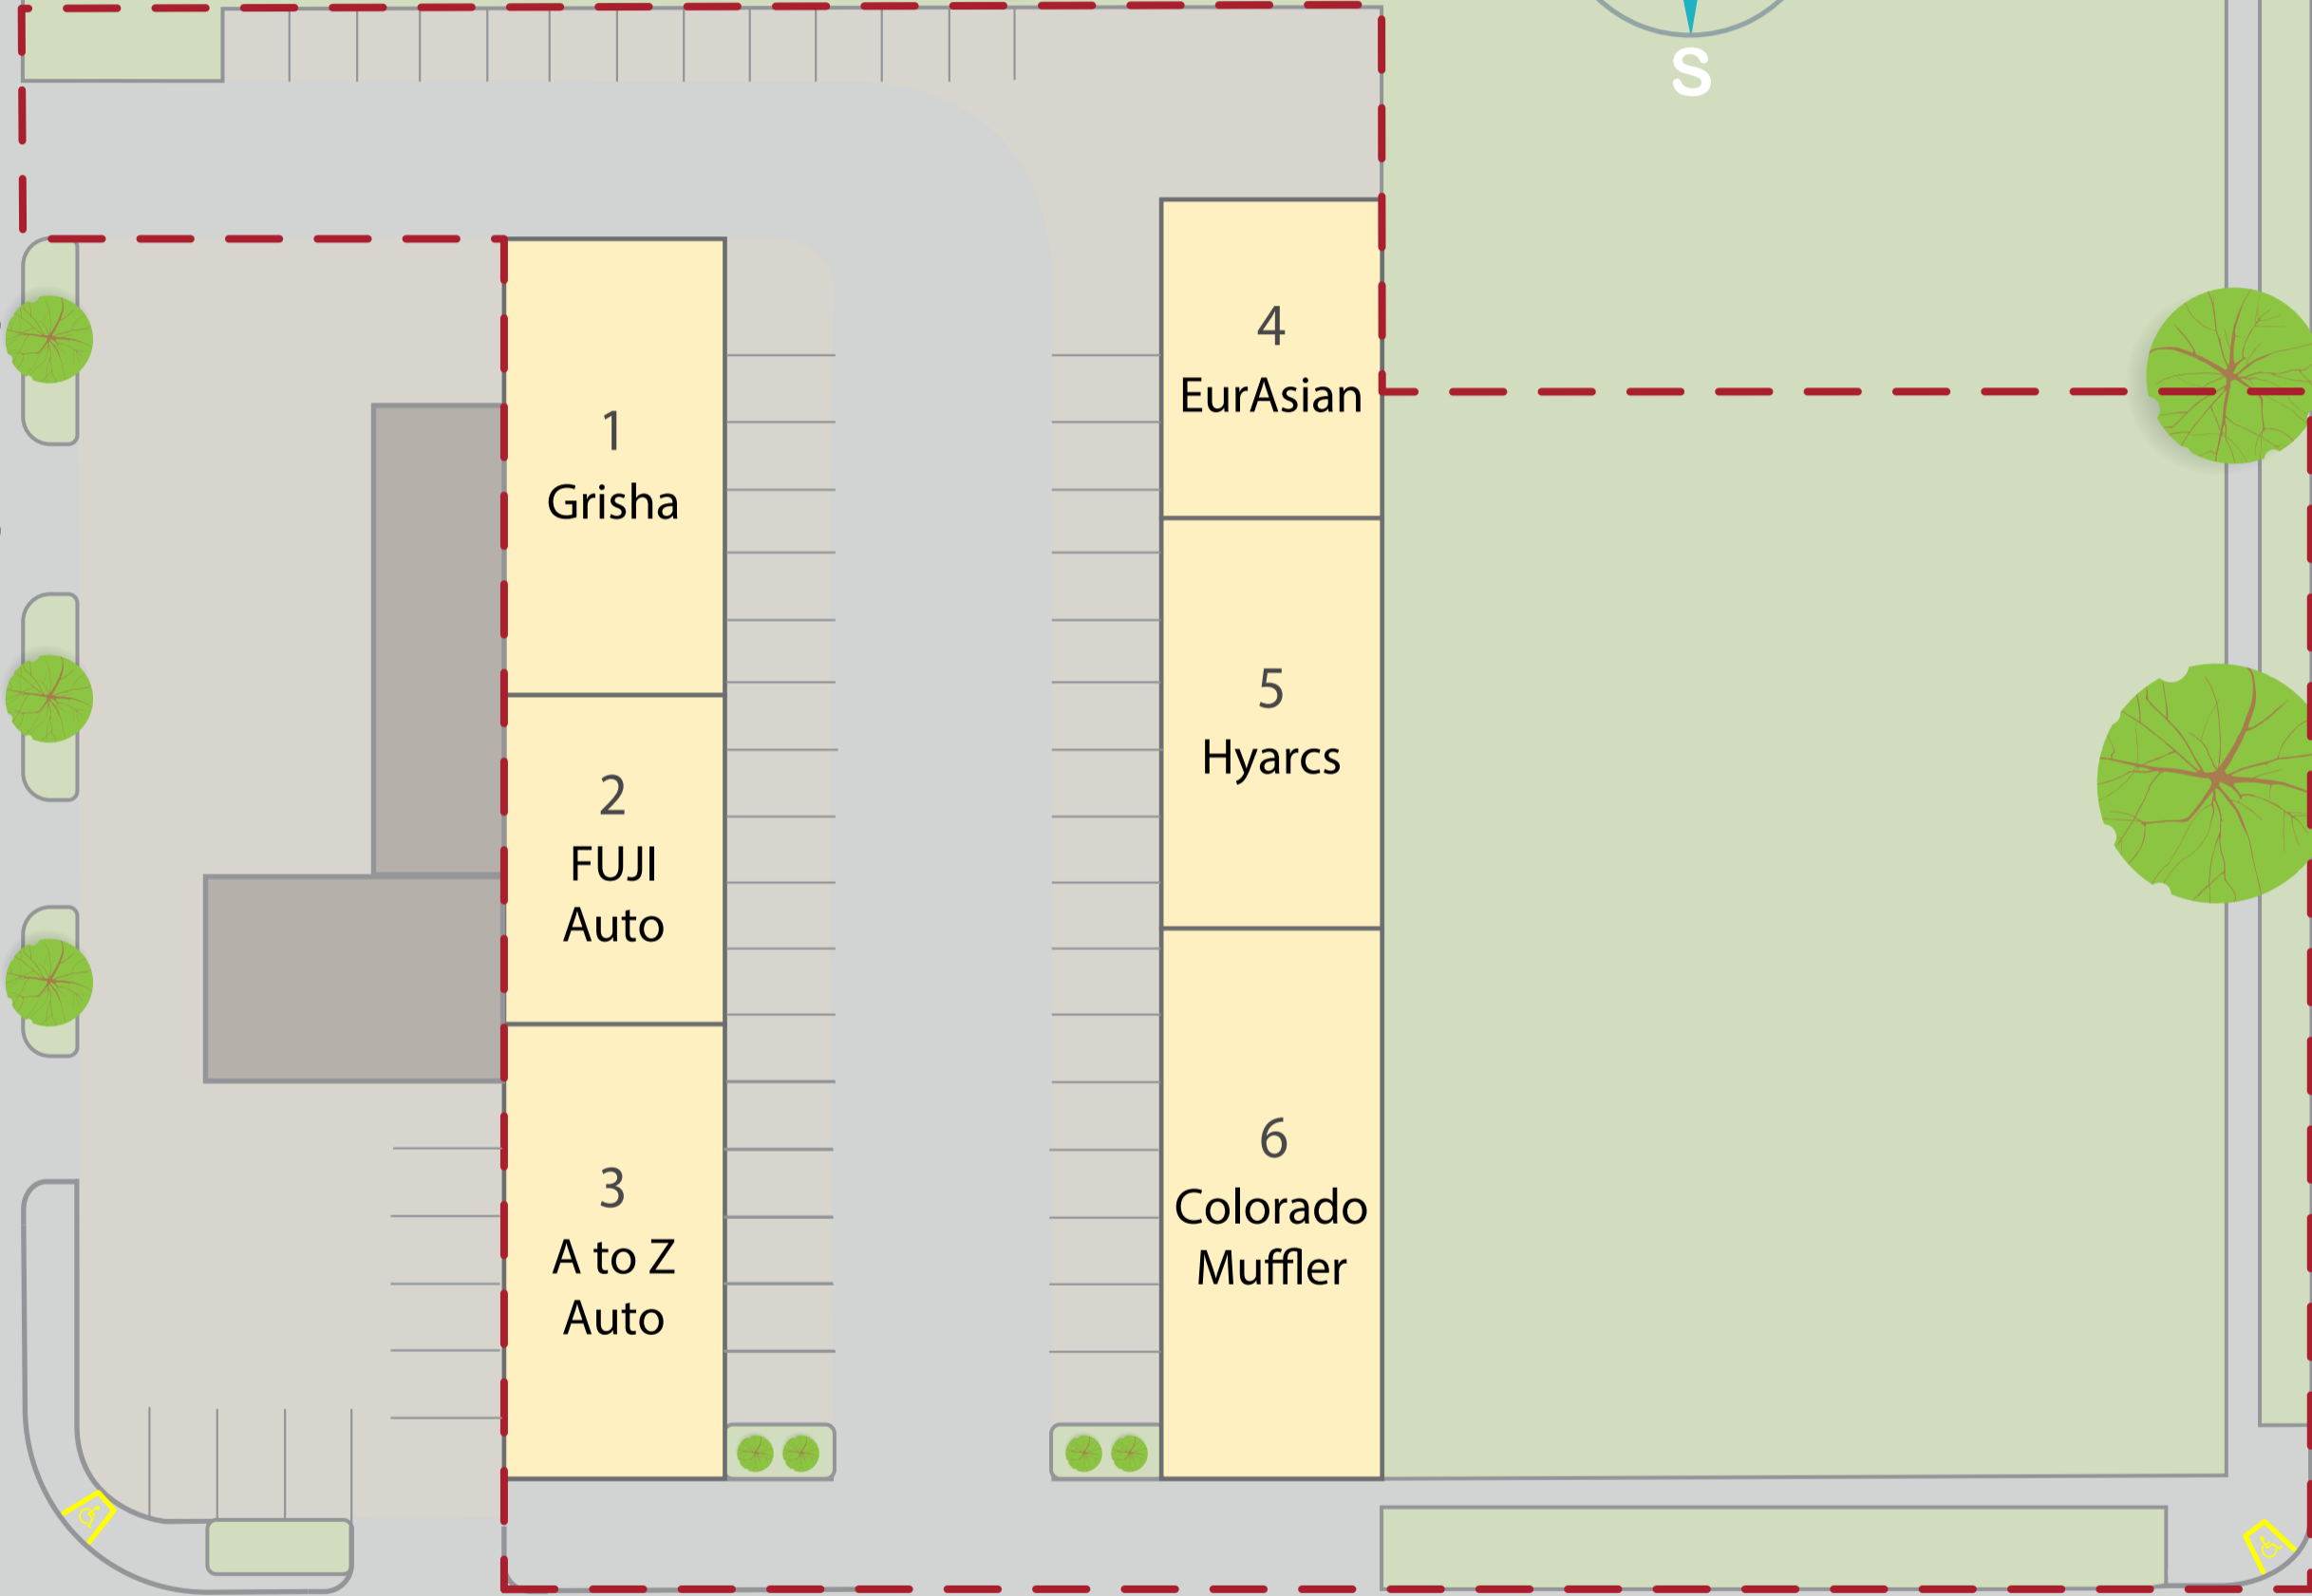 S
1
Grisha
2
FUJI
Auto
3
A to Z
Auto
4
EurAsian
5
Hyarcs
6
Colorado
Muffler